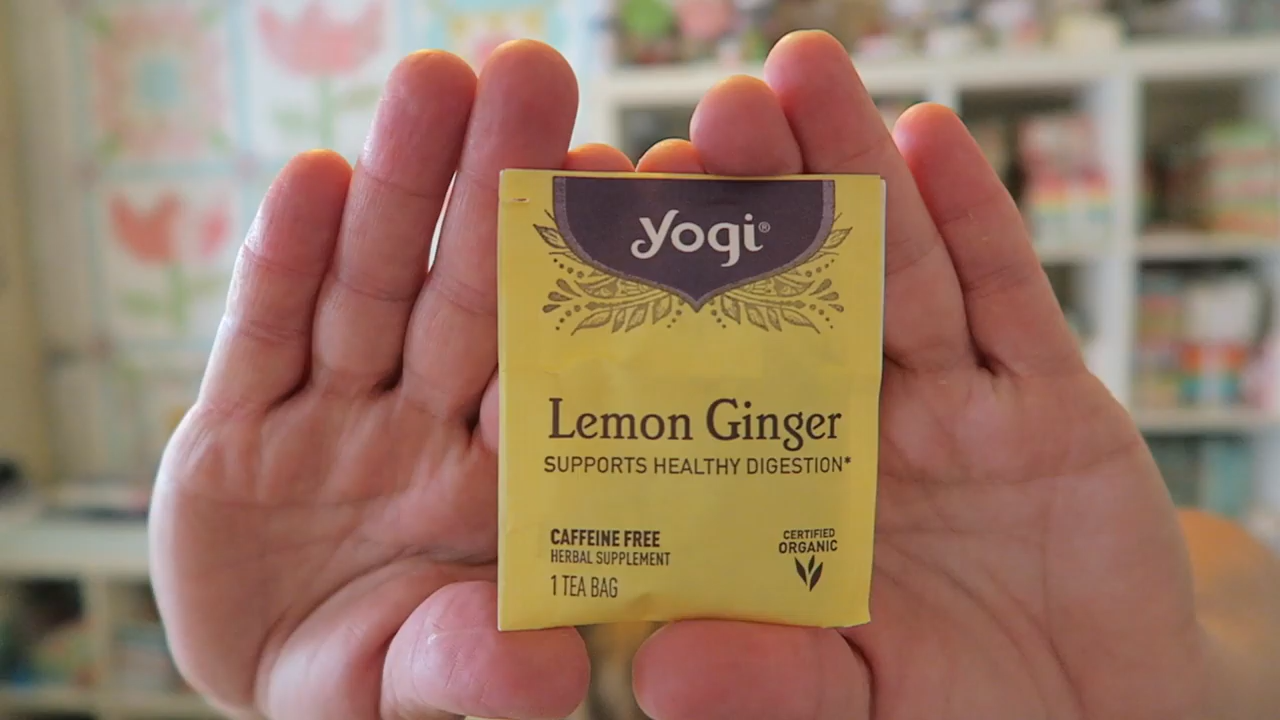 yogi®
Lemon Ginger
SUPPORTS HEALTHY DIGESTION*
CAFFEINE FREE
HERBAL SUPPLEMENT
1 TEA BAG
CERTIFIED
ORGANIC